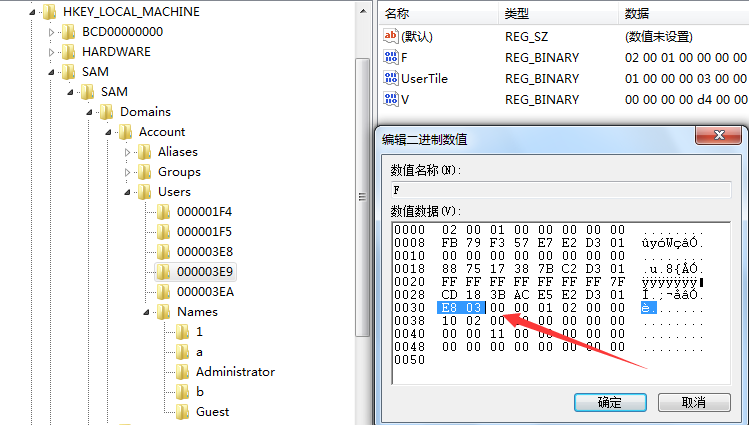 HKEY_LOCAL_MACHINE
BCD00000000
HARDWARE
SAM
SAM
Domains
Account
Aliases
Groups
Users
000001F4
000001F5
000003E8
000003E9
000003EA
Names
1
a
Administrator
b
Guest
名称 类型 数据
(默认) REG_SZ (数值未设置)
F REG_BINARY 02 00 01 00 00 00 00
UserTile REG_BINARY 01 00 00 00 03 00 00
V REG_BINARY 00 00 00 00 d4 00 00
编辑二进制数值
数值名称(N):
F
数值数据(V):
0000 02 00 01 00 00 00 00 00 ........
0008 FB 79 F3 57 E7 E2 D3 01 ûyóWçâÓ.
0010 00 00 00 00 00 00 00 00 ........
0018 88 75 17 38 7B C2 D3 01 .u.8{ÂÓ.
0020 FF FF FF FF FF FF FF 7F ÿÿÿÿÿÿÿ
0028 CD 18 3B AC E5 E2 D3 01 Í.;¬åâÓ.
0030 E8 03 00 00 01 02 00 00 è.......
0038 10 02 00 00 00 00 00 ........
0040 00 00 11 00 00 00 00 00 ........
0048 00 00 00 00 00 00 00 00 ........
0050
确定 取消